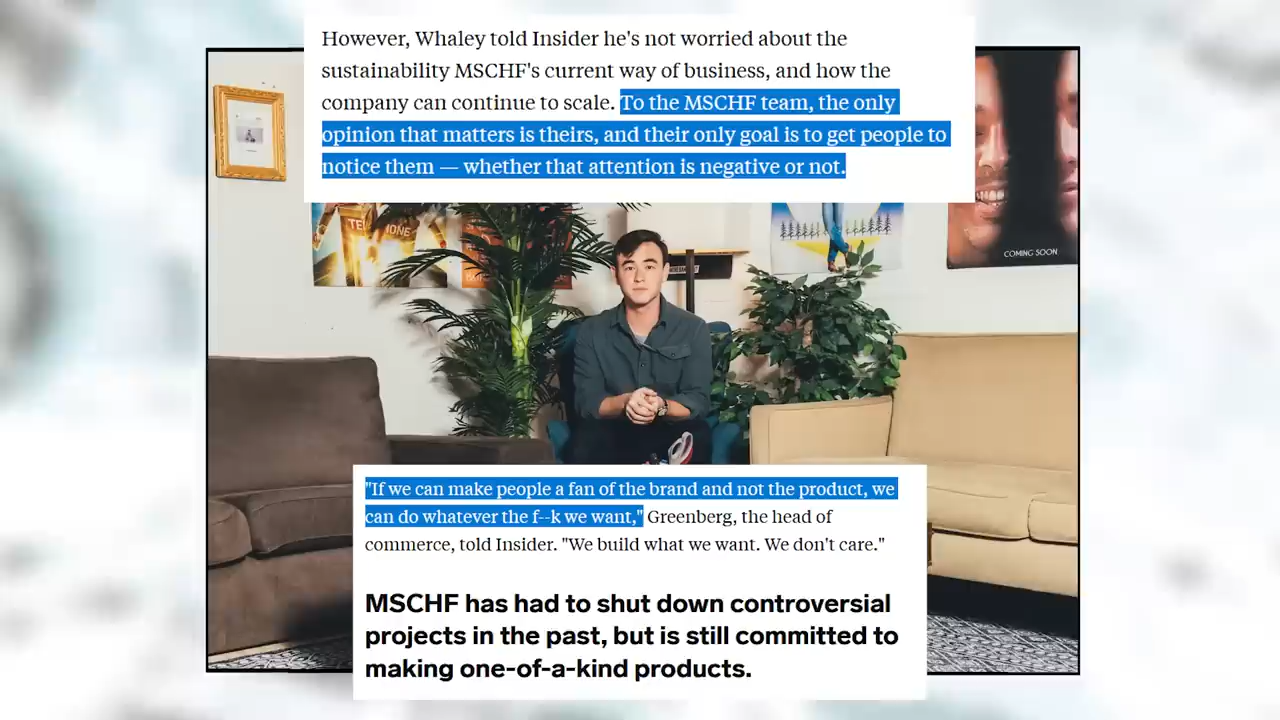 However, Whaley told Insider he's not worried about the
sustainability MSCHF's current way of business, and how the
company can continue to scale. To the MSCHF team, the only
opinion that matters is theirs, and their only goal is to get people to
notice them — whether that attention is negative or not.
COMING SOON
"If we can make people a fan of the brand and not the product, we
can do whatever the f--k we want," Greenberg, the head of
commerce, told Insider. "We build what we want. We don't care."
MSCHF has had to shut down controversial
projects in the past, but is still committed to
making one-of-a-kind products.